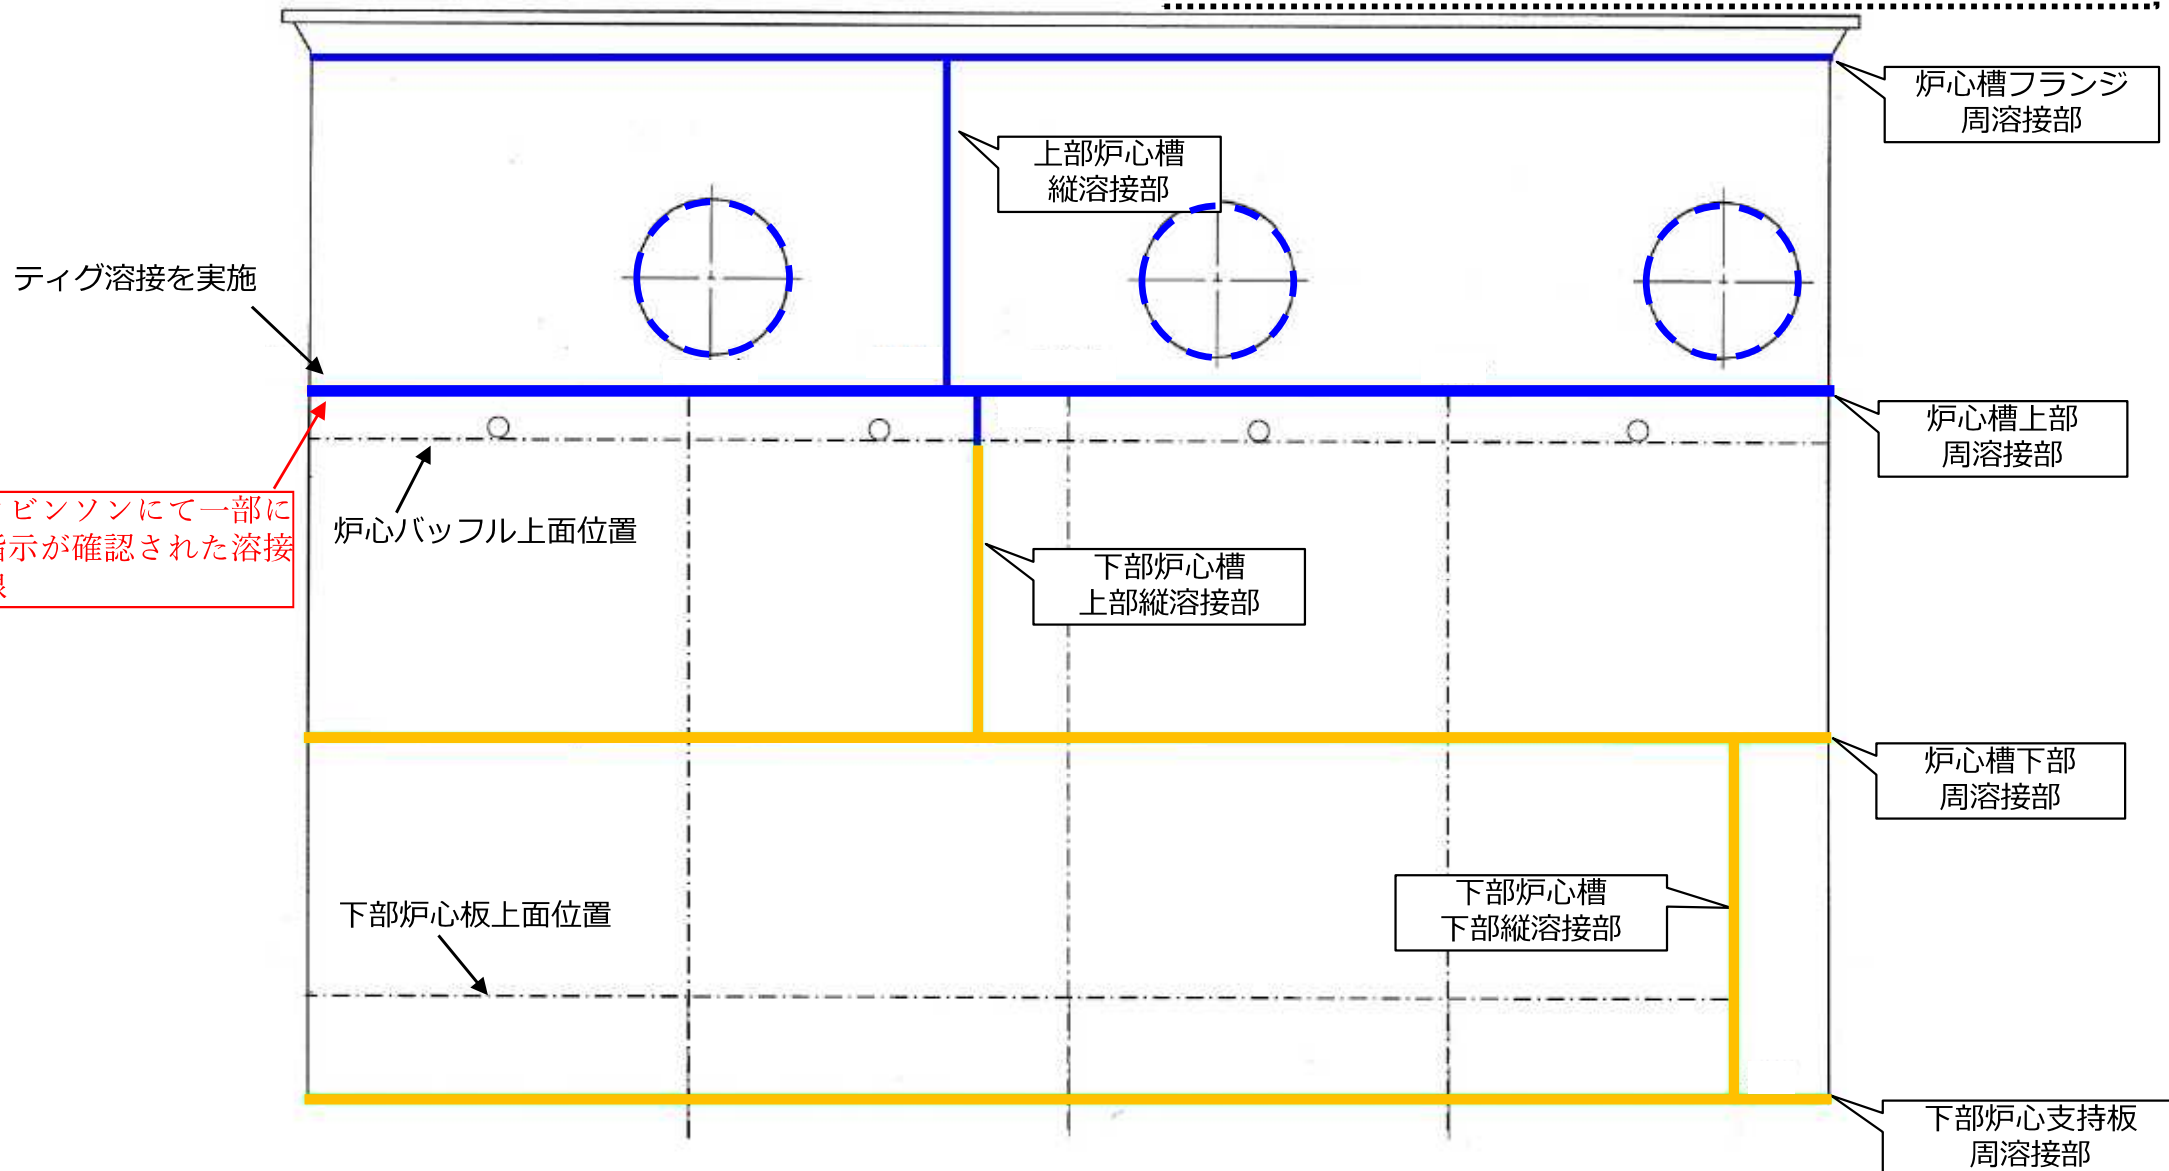 炉心槽フランジ
周溶接部
上部炉心槽
縦溶接部
ティグ溶接を実施
炉心槽上部
周溶接部
ビンソンにて一部に
指示が確認された溶接
線
炉心バッフル上面位置
下部炉心槽
上部縦溶接部
炉心槽下部
周溶接部
下部炉心槽
下部縦溶接部
下部炉心板上面位置
下部炉心支持板
周溶接部